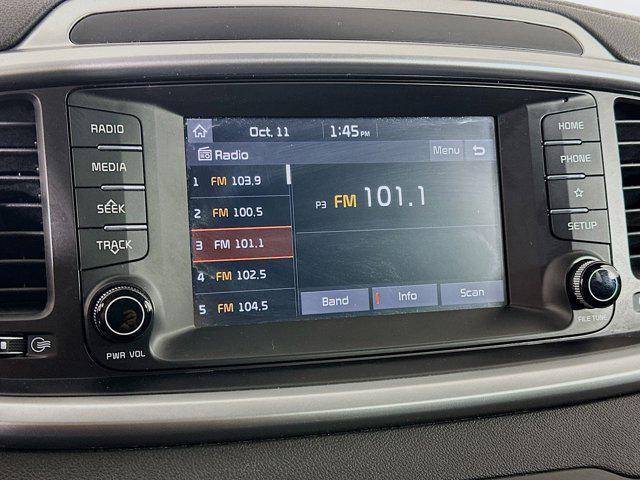 RADIO
MEDIA
SEEK
TRACK
PWR VOL
Oct. 11 1:45 PM
Radio Menu
1 FM 103.9
2 FM 100.5
3 FM 101.1
4 FM 102.5
5 FM 104.5
P3 FM 101.1
Band Info Scan
HOME
PHONE
SETUP
FILE TUNE